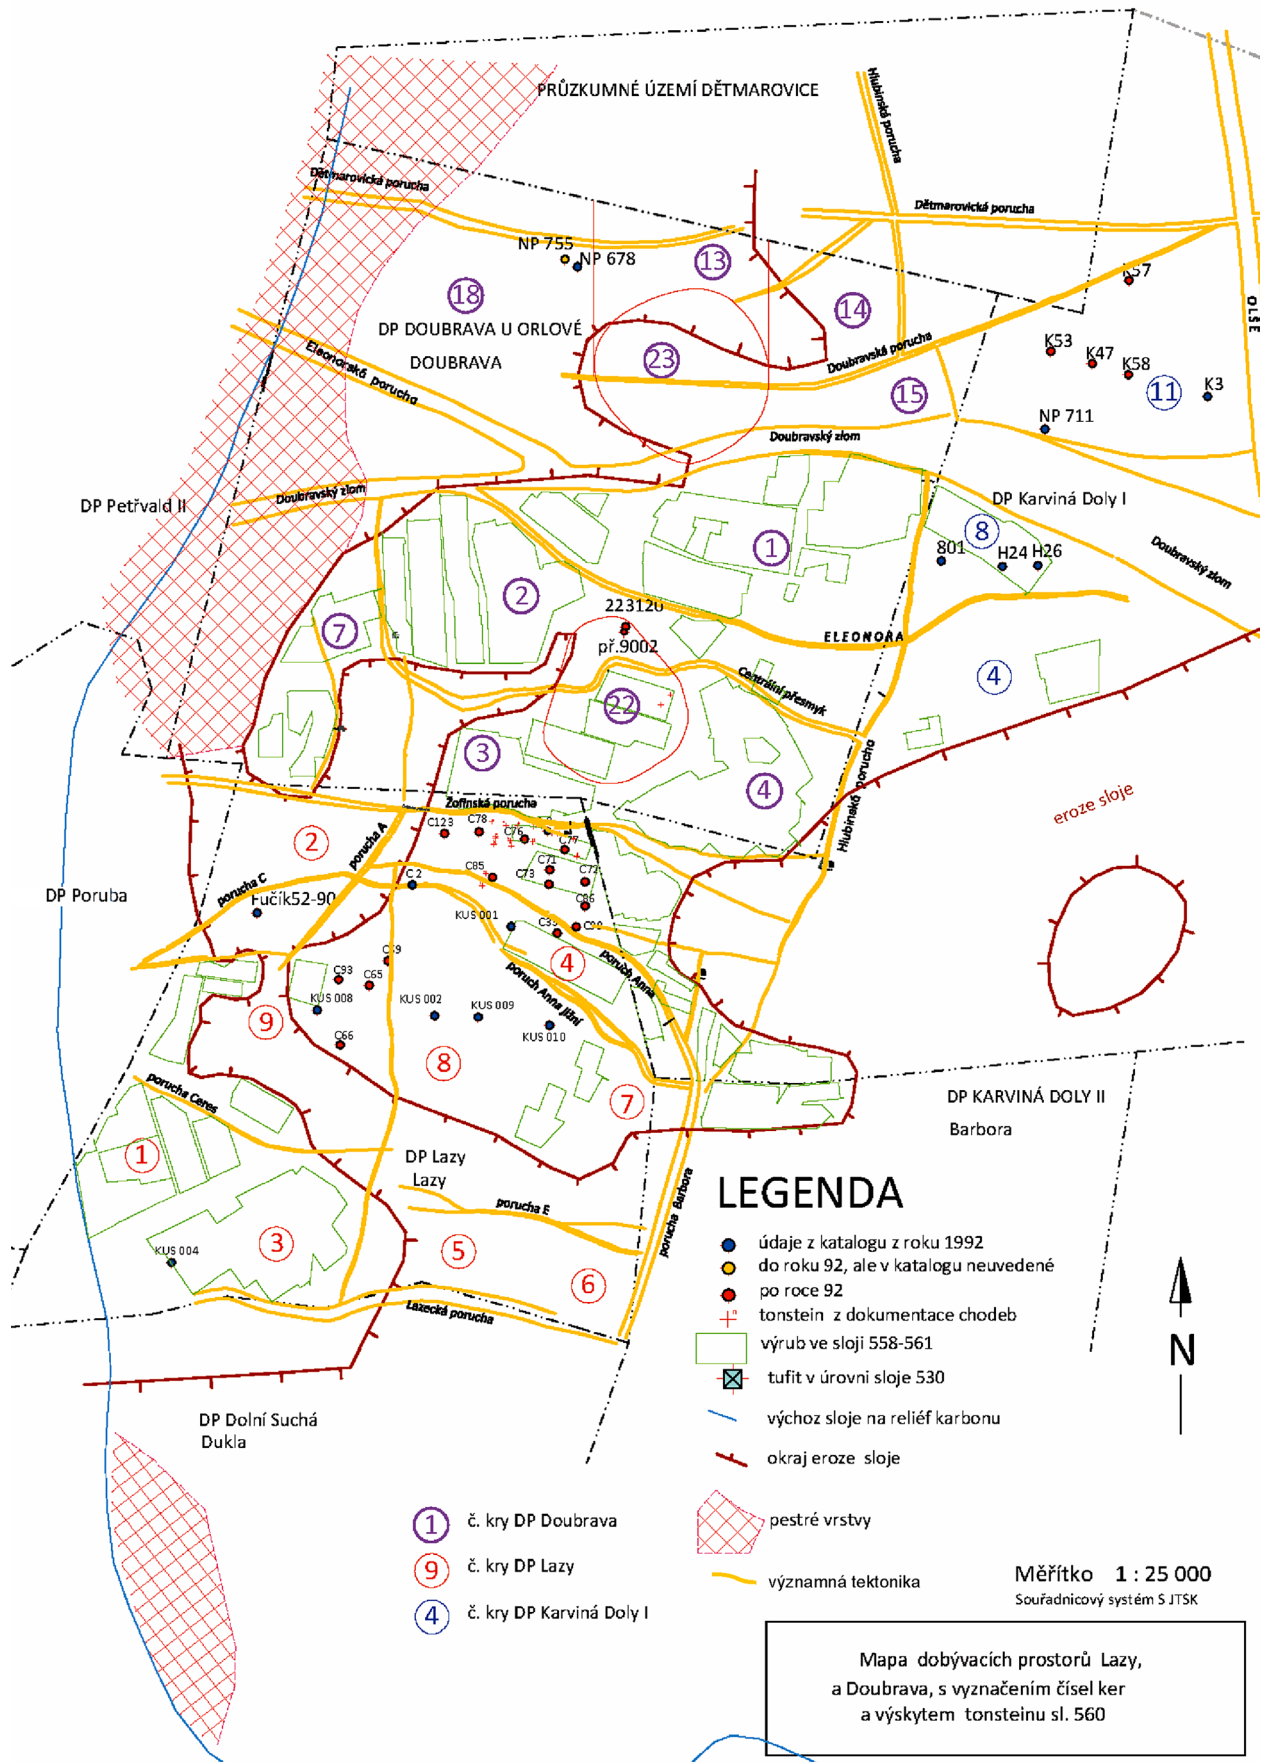 PRŮZKUMNÉ ÚZEMÍ DĚTMAROVICE
Hlubinská porucha
Dětmarovická porucha
Dětmarovická porucha
NP 755
NP 678
13
18
14
K57
OLŠE
DP DOUBRAVA U ORLOVÉ
DOUBRAVA
23
Doubravská porucha
K53
K47
K58
11
K3
Eleonorská porucha
15
NP 711
Doubravský zlom
Doubravský zlom
DP Petřvald II
DP Karviná Doly I
8
1
801
H24
H26
Doubravský zlom
2
22312
př.9002
7
ELEONORA
Centrální přesmyk
4
22
3
4
Hlubinská porucha
Žofinská porucha
eroze sloje
2
porucha A
C123
C78
C76
C77
C71
C73
C72
C85
C 2
C86
porucha C
Fučík52-90
DP Poruba
KUS 001
C35
4
poruch Anna
poruch Anna jižní
C93
C65
KUS 008
KUS 002
KUS 009
KUS 010
9
C66
8
7
porucha Ceres
DP KARVINÁ DOLY II
Barbora
1
DP Lazy
Lazy
porucha E
porucha Barbora
3
KUS 004
5
6
Lazecká porucha
DP Dolní Suchá
Dukla
LEGENDA
údaje z katalogu z roku 1992
do roku 92, ale v katalogu neuvedené
po roce 92
tonstein z dokumentace chodeb
výrub ve sloji 558-561
tufit v úrovni sloje 530
výchoz sloje na reliéf karbonu
okraj eroze sloje
N
1 č. kry DP Doubrava
9 č. kry DP Lazy
4 č. kry DP Karviná Doly I
pestré vrstvy
významná tektonika
Měřítko 1 : 25 000
Souřadnicový systém S JTSK
Mapa dobývacích prostorů Lazy,
a Doubrava, s vyznačením čísel ker
a výskytem tonsteinu sl. 560